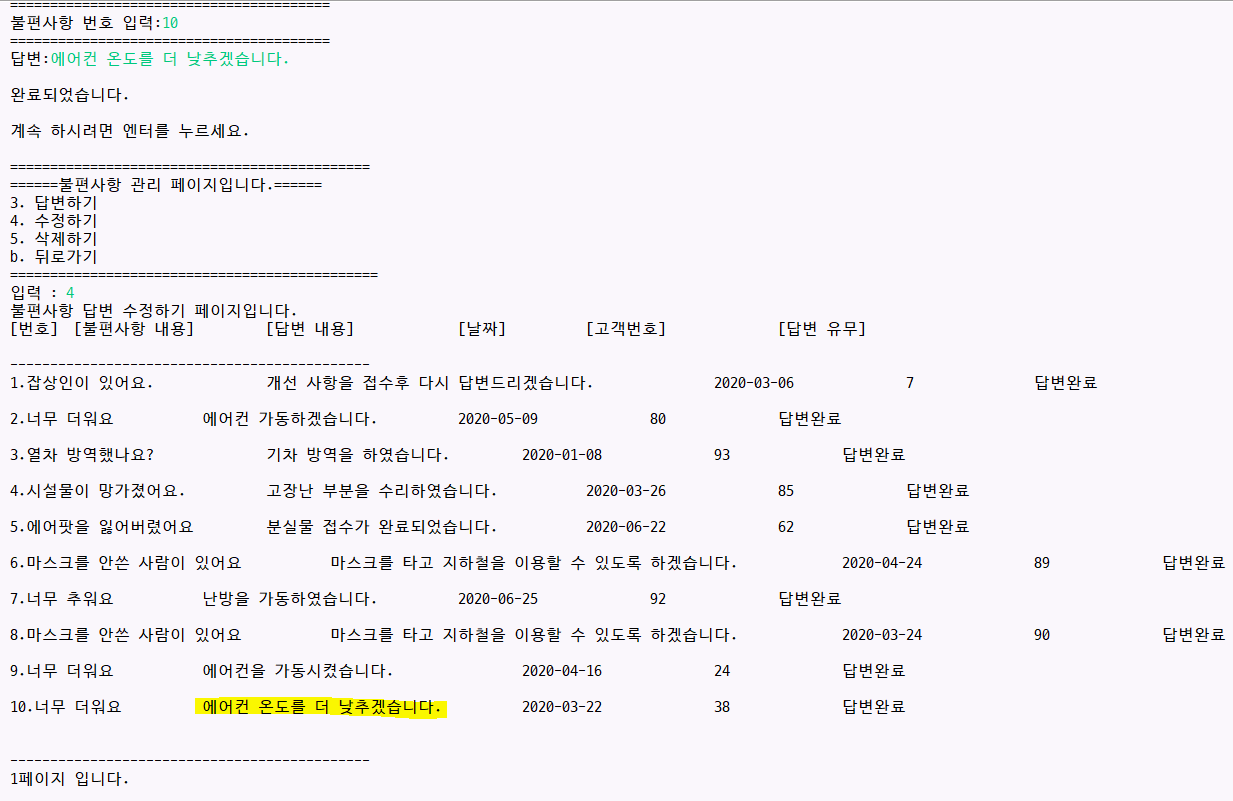 =======================================
불편사항 번호 입력:10
========================================
답변:에어컨 온도를 더 낮추겠습니다.
완료되었습니다.
계속 하시려면 엔터를 누르세요.
=============================================
======불편사항 관리 페이지입니다.======
3. 답변하기
4. 수정하기
5. 삭제하기
b. 뒤로가기
==============================================
입력 : 4
불편사항 답변 수정하기 페이지입니다.
[번호] [불편사항 내용] [답변 내용] [날짜] [고객번호] [답변 유무]
---------------------------------------------
1.잡상인이 있어요. 개선 사항을 접수후 다시 답변드리겠습니다. 2020-03-06 7 답변완료
2.너무 더워요 에어컨 가동하겠습니다. 2020-05-09 80 답변완료
3.열차 방역했나요? 기차 방역을 하였습니다. 2020-01-08 93 답변완료
4.시설물이 망가졌어요. 고장난 부분을 수리하였습니다. 2020-03-26 85 답변완료
5.에어팟을 잃어버렸어요 분실물 접수가 완료되었습니다. 2020-06-22 62 답변완료
6.마스크를 안쓴 사람이 있어요 마스크를 타고 지하철을 이용할 수 있도록 하겠습니다. 2020-04-24 89 답변완료
7.너무 추워요 난방을 가동하였습니다. 2020-06-25 92 답변완료
8.마스크를 안쓴 사람이 있어요 마스크를 타고 지하철을 이용할 수 있도록 하겠습니다. 2020-03-24 90 답변완료
9.너무 더워요 에어컨을 가동시켰습니다. 2020-04-16 24 답변완료
10.너무 더워요 에어컨 온도를 더 낮추겠습니다. 2020-03-22 38 답변완료
---------------------------------------------
1페이지 입니다.